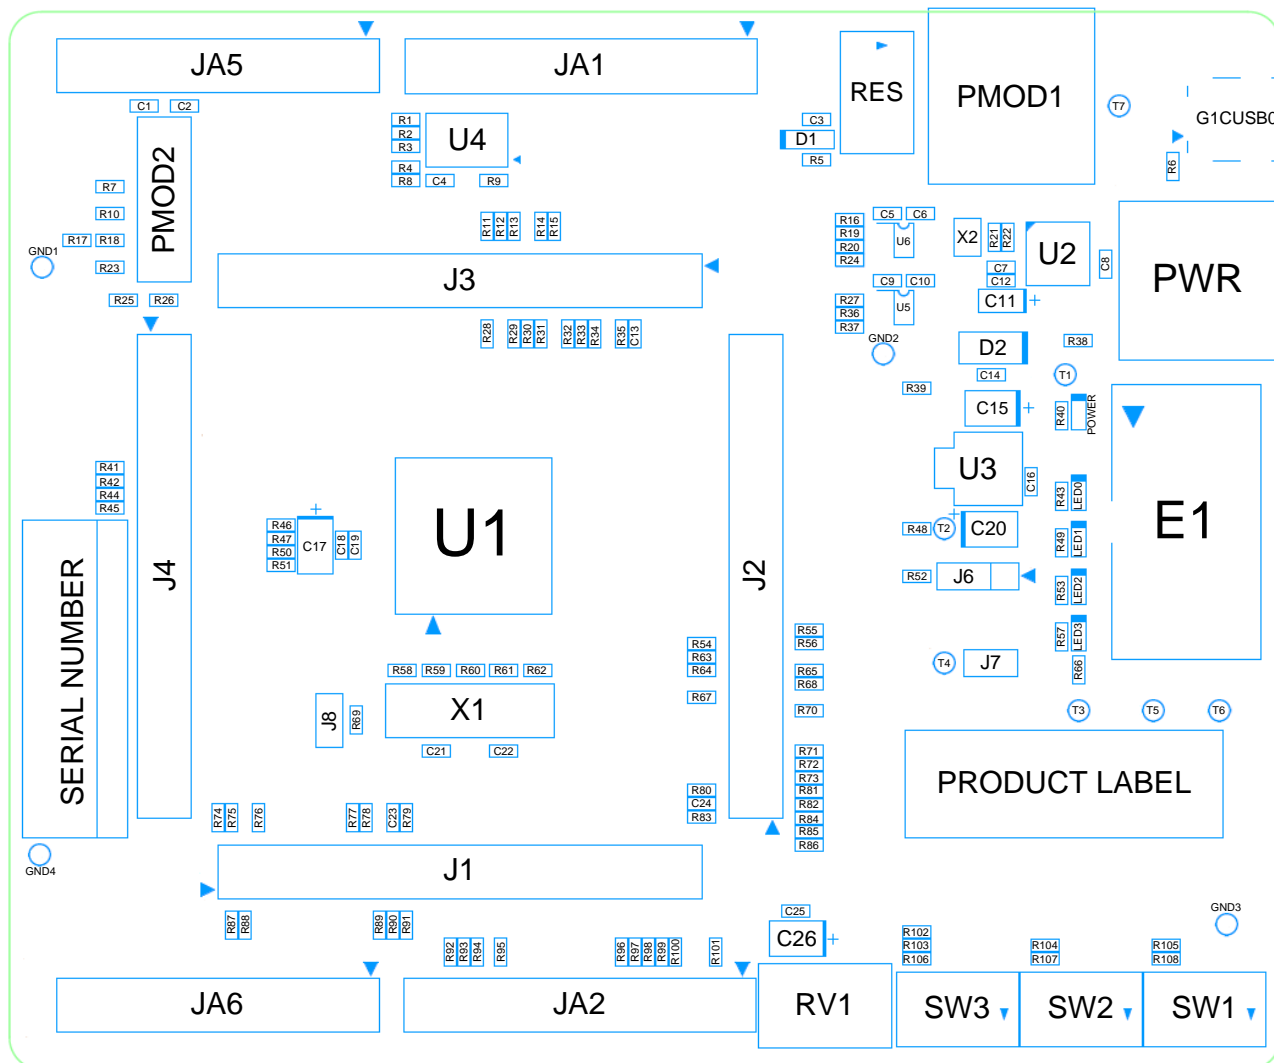 JA5
JA1
RES
PMOD1
T7
G1CUSB0
C1
C2
R1
R2
R3
R4
R8
U4
C4
R9
C3
D1
R5
R6
PMOD2
R7
R10
R17
R18
R23
GND1
R25
R26
R11
R12
R13
R14
R15
J3
R16
R19
R20
R24
C5
C6
U6
X2
R21
R22
U2
C7
C12
C11
C8
PWR
C9
C10
U5
R27
R36
R37
GND2
R28
R29
R30
R31
R32
R33
R34
R35
C13
D2
R38
C14
T1
R39
C15
R40
POWER
U3
C16
R43
LED0
E1
R41
R42
R44
R45
SERIAL NUMBER
J4
R46
R47
R50
R51
C17
C18
C19
U1
J2
R48
T2
C20
R49
LED1
R52
J6
R53
LED2
R57
LED3
R66
R54
R63
R64
R67
R55
R56
R65
R68
R70
T4
J7
T3
T5
T6
R58
R59
R60
R61
R62
X1
J8
R69
C21
C22
R71
R72
R73
R81
R82
R84
R85
R86
PRODUCT LABEL
R80
C24
R83
R74
R75
R76
R77
R78
C23
R79
J1
GND4
R87
R88
R89
R90
R91
R92
R93
R94
R95
R96
R97
R98
R99
R100
R101
C25
C26
R102
R103
R106
R104
R107
R105
R108
GND3
JA6
JA2
RV1
SW3
SW2
SW1